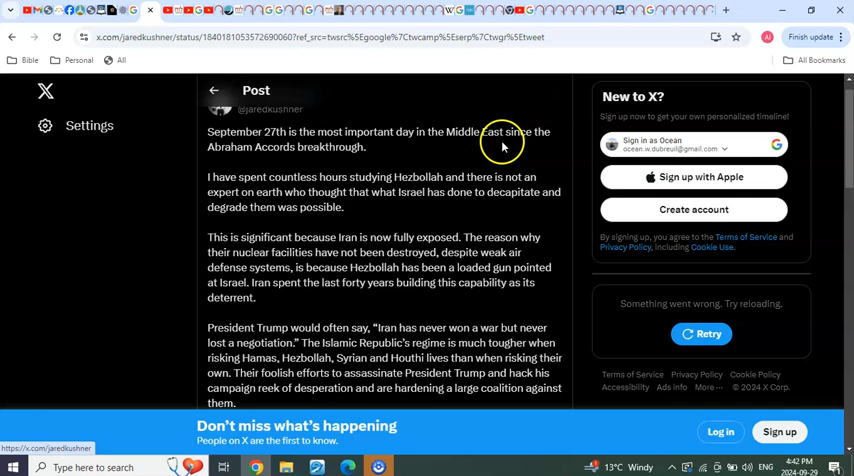 Finish update
x.com/jaredkushner/status/1840181053572690060?ref_src=twsrc%5Egoogle%7Ctwcamp%5Eserp%7Ctwgr%5Etweet
Bible
Personal
All
All Bookmarks
Post
Settings
@jaredkushner
September 27th is the most important day in the Middle East since the
Abraham Accords breakthrough.
I have spent countless hours studying Hezbollah and there is not an
expert on earth who thought that what Israel has done to decapitate and
degrade them was possible.
This is significant because Iran is now fully exposed. The reason why
their nuclear facilities have not been destroyed, despite weak air
defense systems, is because Hezbollah has been a loaded gun pointed
at Israel. Iran spent the last forty years building this capability as its
deterrent.
President Trump would often say, “Iran has never won a war but never
lost a negotiation.” The Islamic Republic’s regime is much tougher when
risking Hamas, Hezbollah, Syrian and Houthi lives than when risking their
own. Their foolish efforts to assassinate President Trump and hack his
campaign reek of desperation and are hardening a large coalition against
them.
New to X?
Sign up now to get your own personalized timeline!
Sign in as Ocean
ocean.w.dubreuil@gmail.com
Sign up with Apple
Create account
By signing up, you agree to the Terms of Service and
Privacy Policy, including Cookie Use.
Something went wrong. Try reloading.
Retry
Terms of Service Privacy Policy Cookie Policy
Accessibility Ads info More ··· © 2024 X Corp.
Don’t miss what’s happening
People on X are the first to know.
Log in
Sign up
https://x.com/jaredkushner
Type here to search
13°C Windy
ENG
4:42 PM
2024-09-29